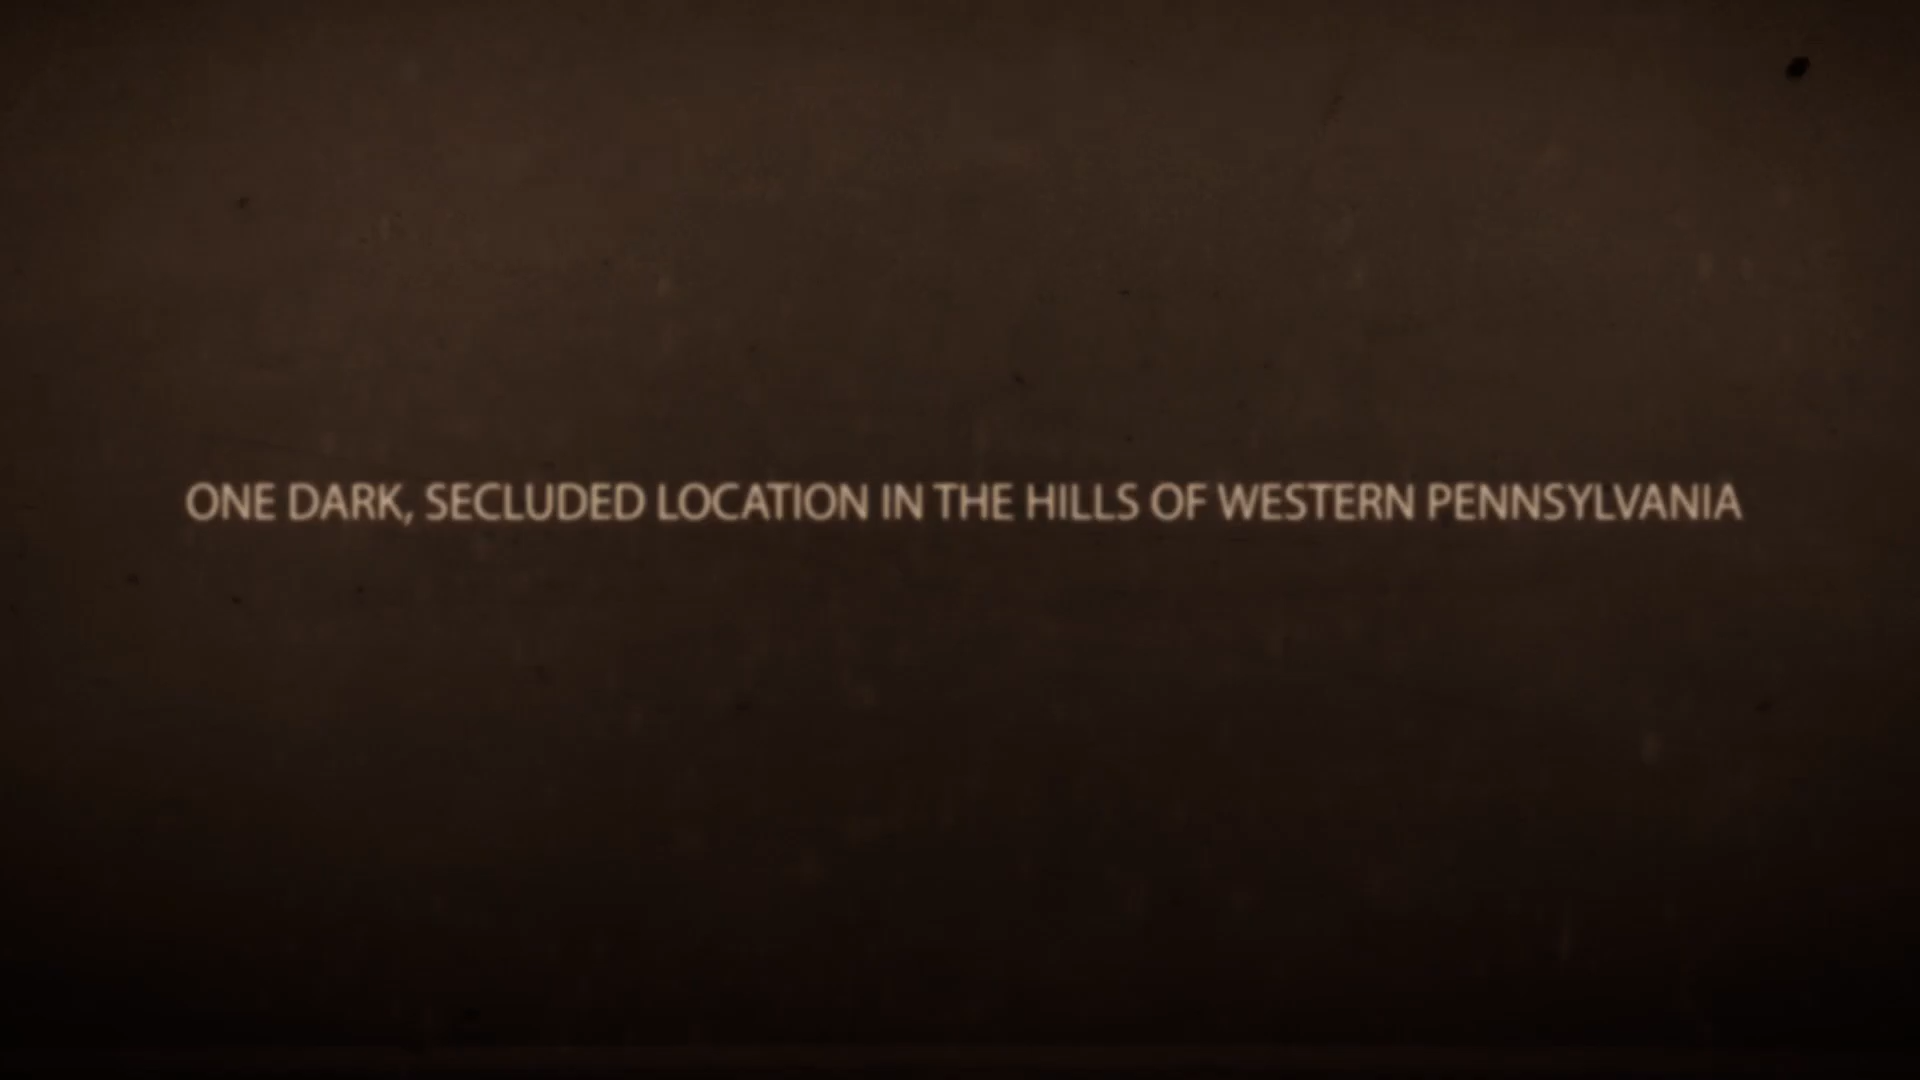 ONE DARK, SECLUDED LOCATION IN THE HILLS OF WESTERN PENNSYLVANIA